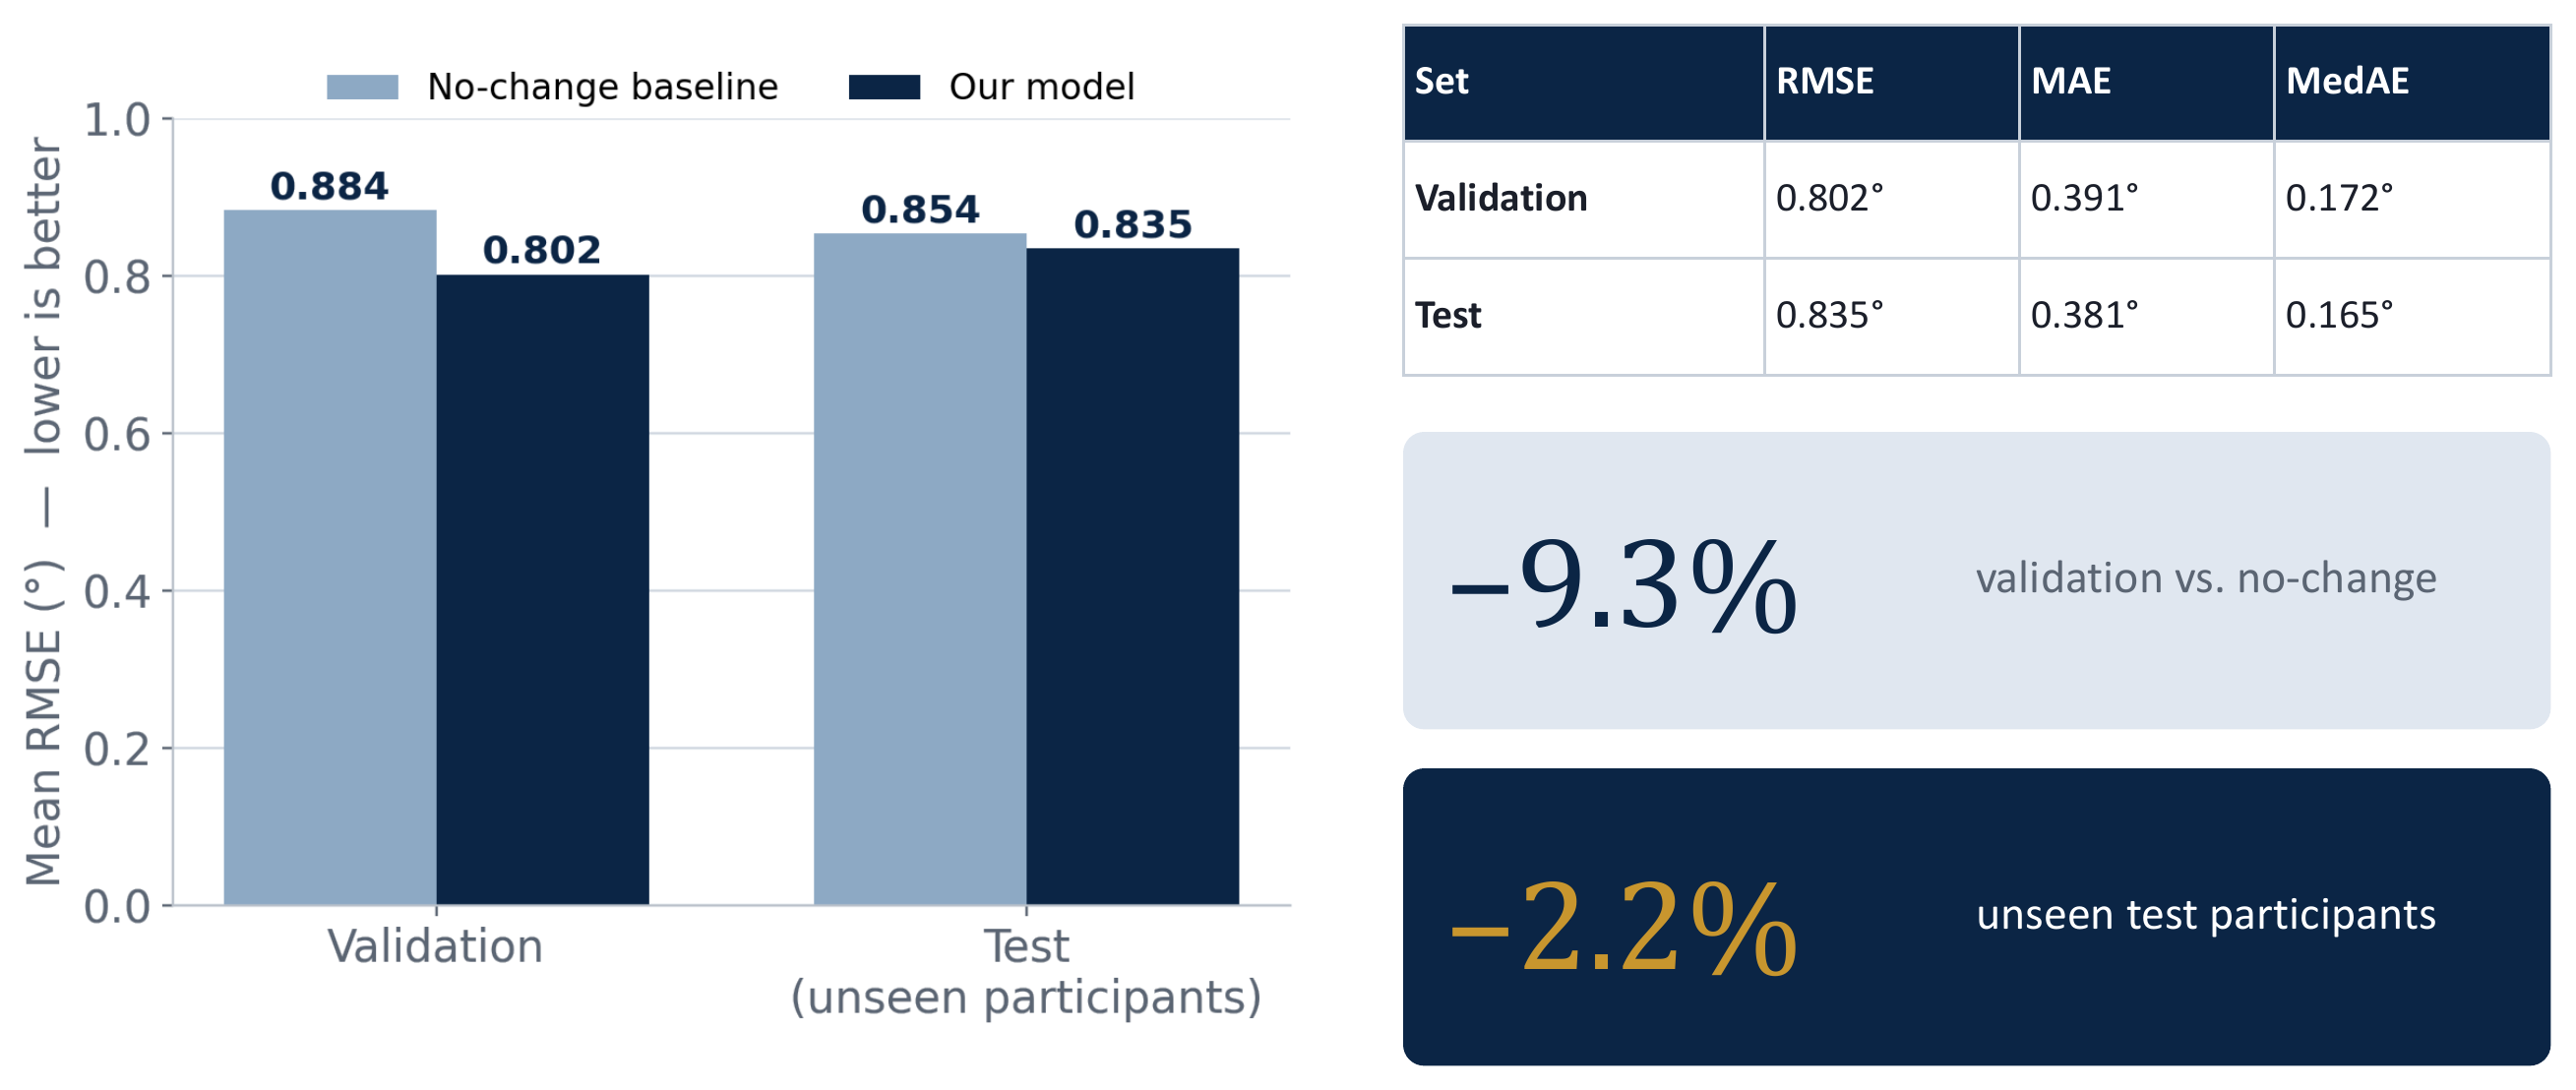 No-change baseline
Our model
Mean RMSE (°) — lower is better
1.0
0.8
0.6
0.4
0.2
0.0
0.884
0.802
0.854
0.835
Validation
Test
(unseen participants)
Set RMSE MAE MedAE
Validation 0.802° 0.391° 0.172°
Test 0.835° 0.381° 0.165°
−9.3% validation vs. no-change
−2.2% unseen test participants